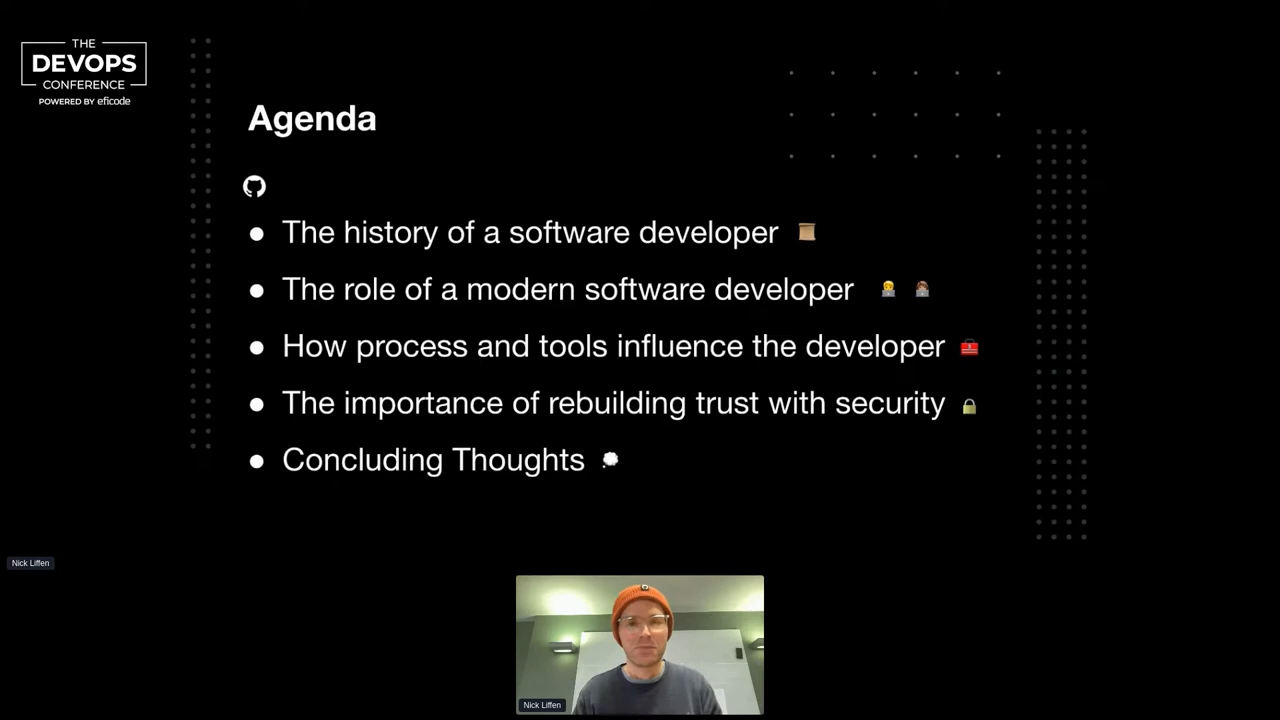 THE
DEVOPS
CONFERENCE
POWERED BY eficode
Agenda
The history of a software developer
The role of a modern software developer
How process and tools influence the developer
The importance of rebuilding trust with security
Concluding Thoughts
Nick Liffen
Nick Liffen